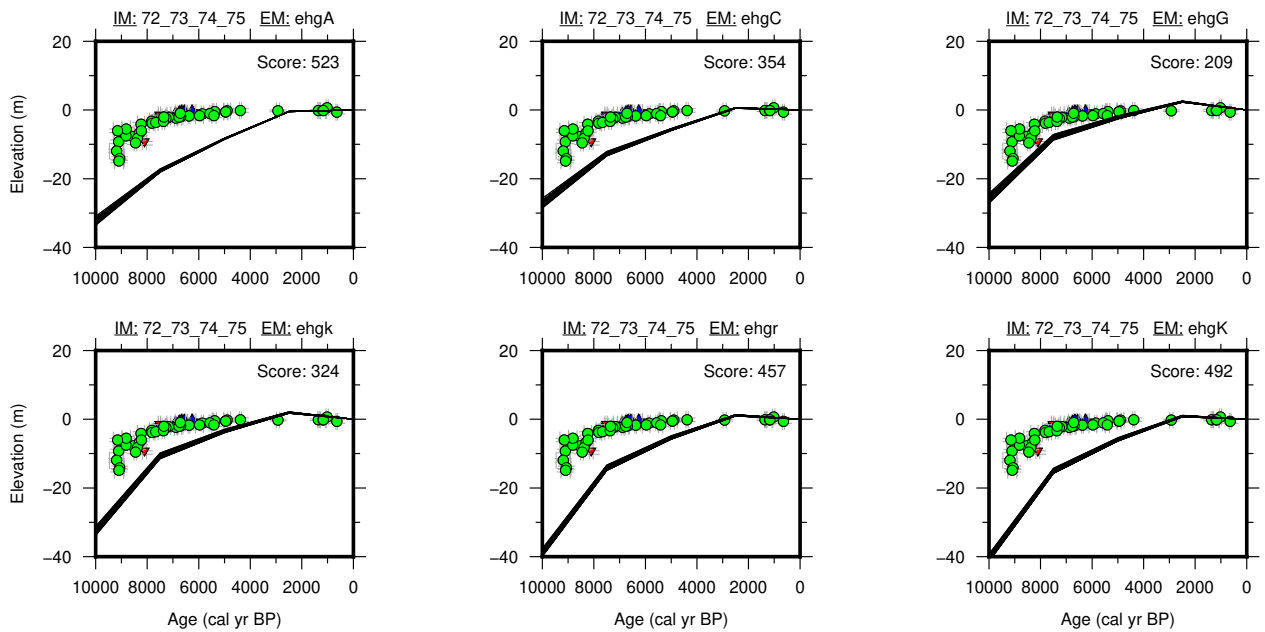 IM: 72_73_74_75 EM: ehgA
IM: 72_73_74_75 EM: ehgC
IM: 72_73_74_75 EM: ehgG
20
0
−20
−40
Elevation (m)
Score: 523
10000 8000 6000 4000 2000 0
20
0
−20
−40
Score: 354
10000 8000 6000 4000 2000 0
20
0
−20
−40
Score: 209
10000 8000 6000 4000 2000 0
IM: 72_73_74_75 EM: ehgk
IM: 72_73_74_75 EM: ehgr
IM: 72_73_74_75 EM: ehgK
20
0
−20
−40
Elevation (m)
Score: 324
10000 8000 6000 4000 2000 0
Age (cal yr BP)
20
0
−20
−40
Score: 457
10000 8000 6000 4000 2000 0
Age (cal yr BP)
20
0
−20
−40
Score: 492
10000 8000 6000 4000 2000 0
Age (cal yr BP)